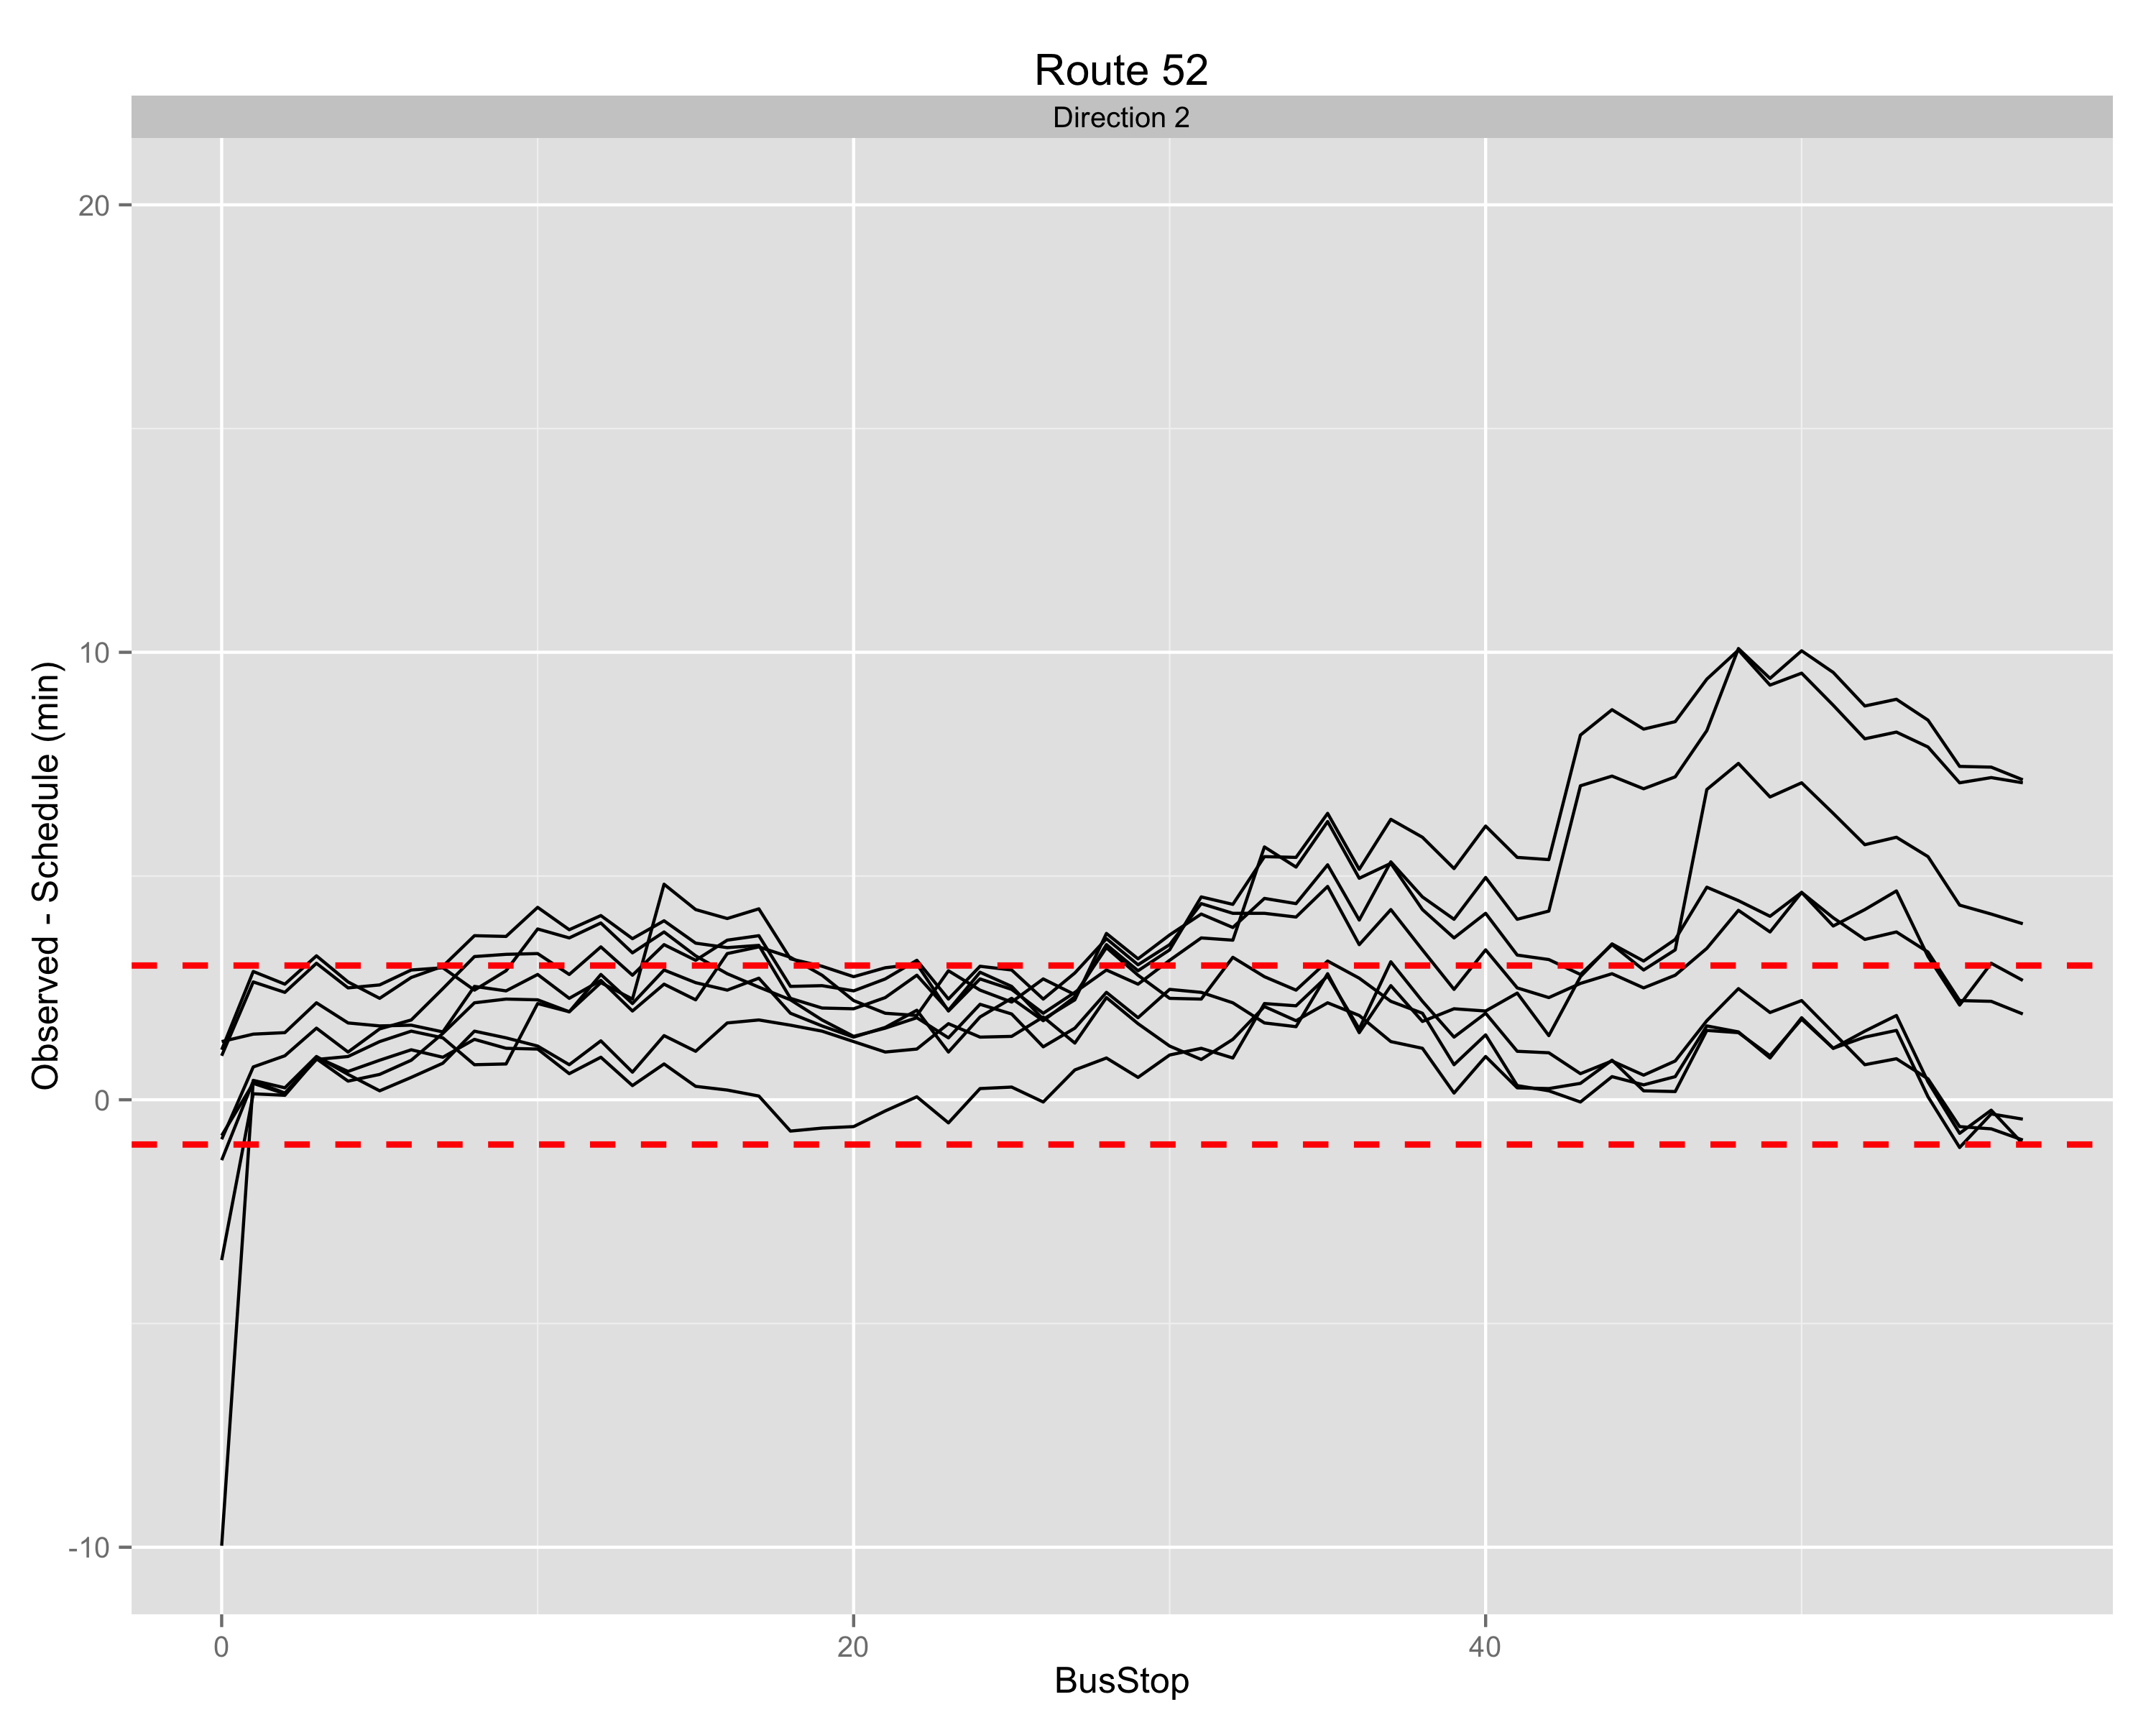 Route 52
Direction 2
Observed - Schedule (min)
20
10
0
-10
0 20 40
BusStop